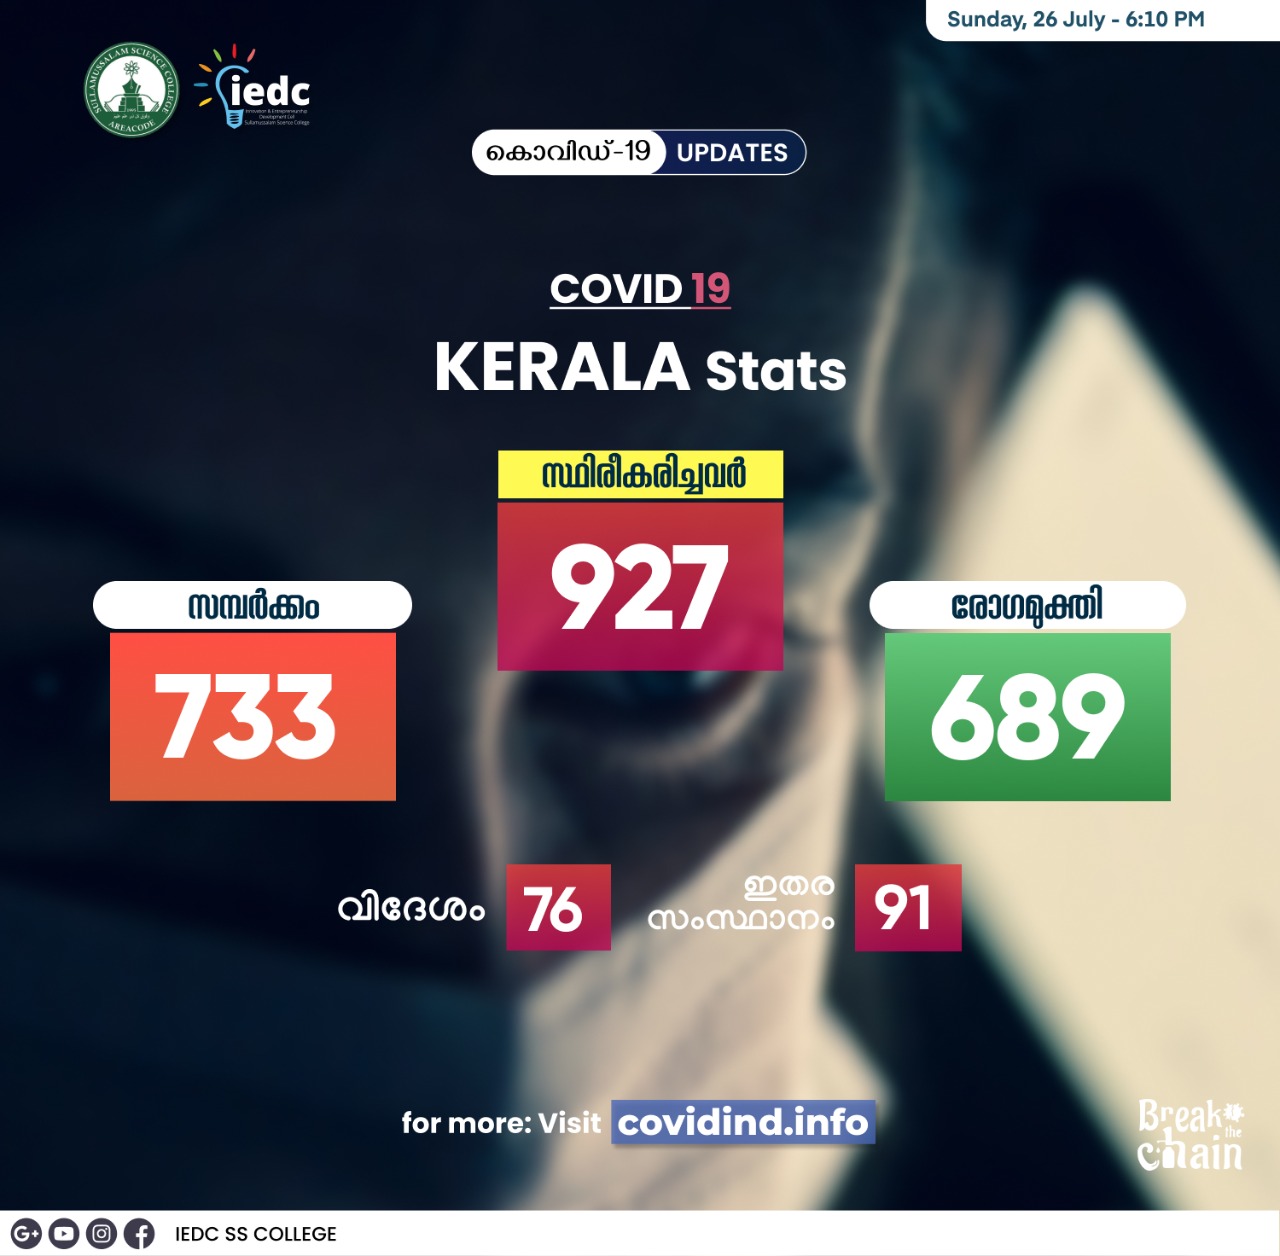 Sunday, 26 July - 6:10 PM
SULLAMUSSALAM SCIENCE COLLEGE
AREACODE
iedc
Innovation & Entrepreneurship
Development Cell
Sullamussalam Science College
കൊവിഡ്-19 UPDATES
COVID 19
KERALA Stats
സ്ഥിരീകരിച്ചവർ
927
സമ്പർക്കം
733
രോഗമുക്തി
689
വിദേശം 76
ഇതര
സംസ്ഥാനം 91
for more: Visit covidind.info
Break
the
chain
IEDC SS COLLEGE